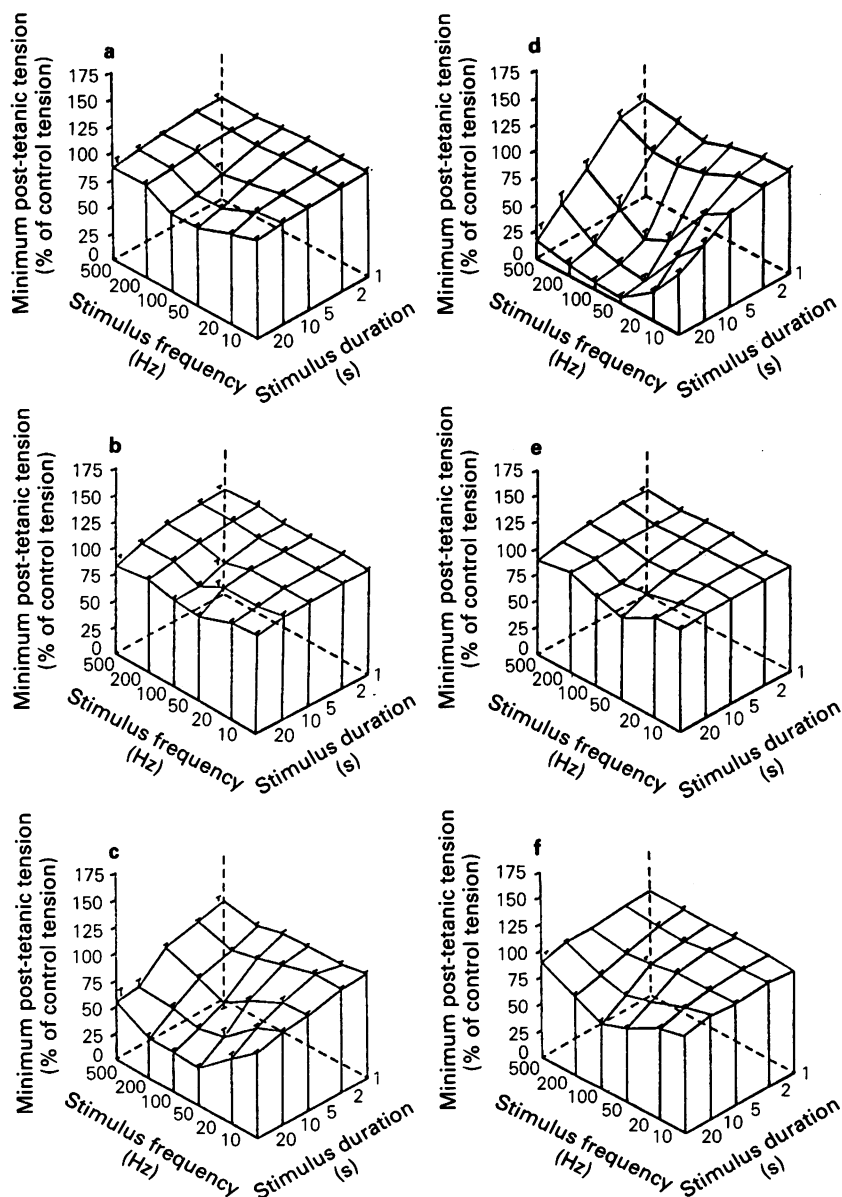 a
Minimum post-tetanic tension
(% of control tension)
175
150
125
100
75
50
25
0
500
200
100
50
20
10
Stimulus frequency
(Hz)
20
10
5
2
1
Stimulus duration
(s)
d
Minimum post-tetanic tension
(% of control tension)
175
150
125
100
75
50
25
0
500
200
100
50
20
10
Stimulus frequency
(Hz)
20
10
5
2
1
Stimulus duration
(s)
b
Minimum post-tetanic tension
(% of control tension)
175
150
125
100
75
50
25
0
500
200
100
50
20
10
Stimulus frequency
(Hz)
20
10
5
2
1
Stimulus duration
(s)
e
Minimum post-tetanic tension
(% of control tension)
175
150
125
100
75
50
25
0
500
200
100
50
20
10
Stimulus frequency
(Hz)
20
10
5
2
1
Stimulus duration
(s)
c
Minimum post-tetanic tension
(% of control tension)
175
150
125
100
75
50
25
0
500
200
100
50
20
10
Stimulus frequency
(Hz)
20
10
5
2
1
Stimulus duration
(s)
f
Minimum post-tetanic tension
(% of control tension)
175
150
125
100
75
50
25
0
500
200
100
50
20
10
Stimulus frequency
(Hz)
20
10
5
2
1
Stimulus duration
(s)